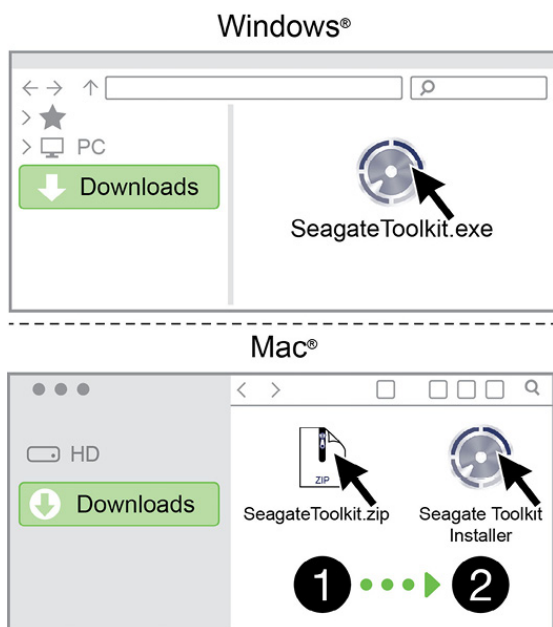 Windows®
PC
Downloads
SeagateToolkit.exe
Mac®
HD
Downloads
ZIP
SeagateToolkit.zip
Seagate Toolkit
Installer
1
2